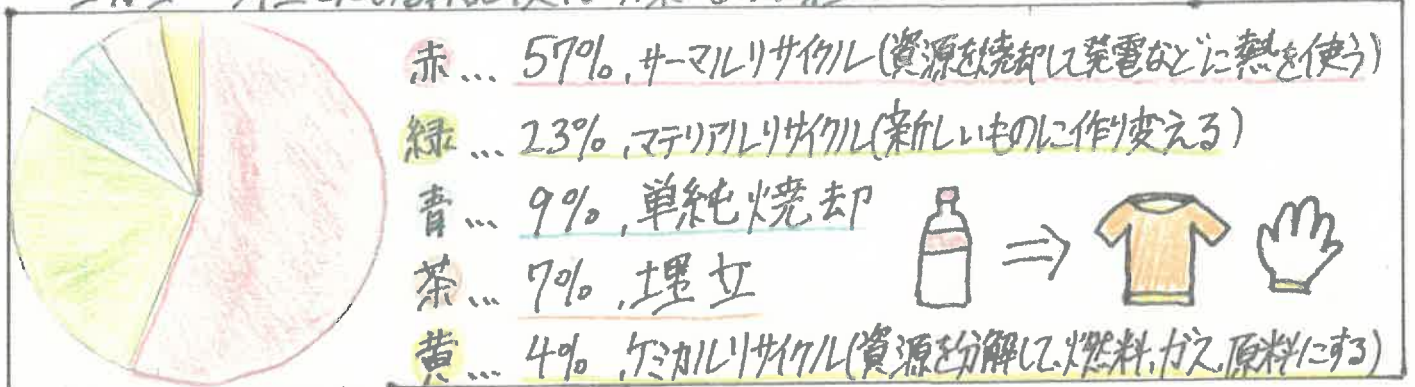 赤… 57%、サーマルリサイクル(資源を焼却して発電などに熱を使う)
緑… 23%、マテリアルリサイクル(新しいものに作り変える)
青… 9%、単純焼却
茶… 7%、埋立
黄… 4%、ケミカルリサイクル(資源を分解して、燃料、ガス、原料にする)